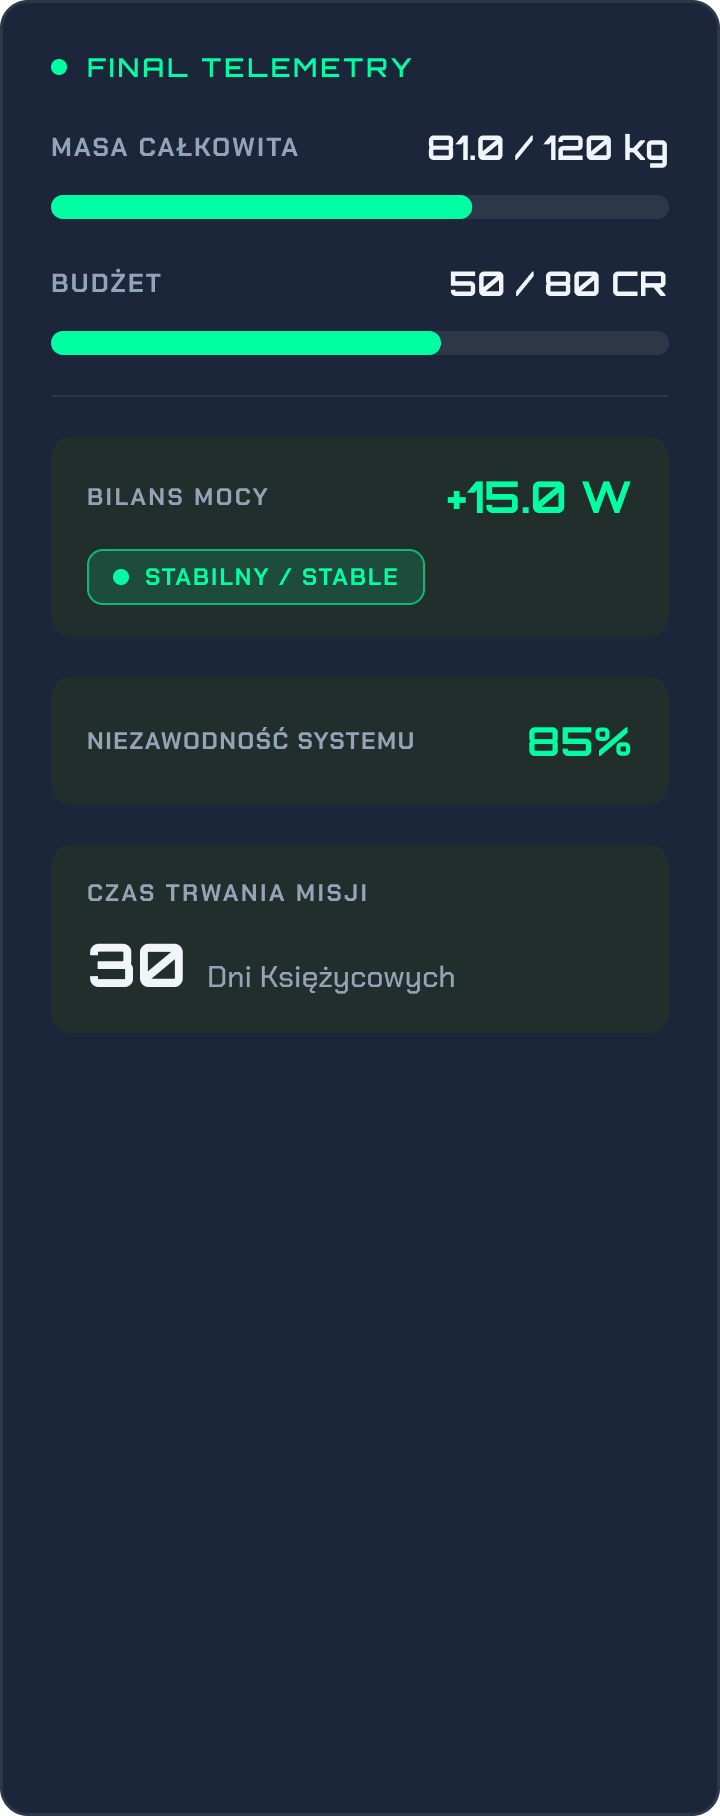 FINAL TELEMETRY
MASA CAŁKOWITA 81.0 / 120 kg
BUDŻET 50 / 80 CR
BILANS MOCY +15.0 W
STABILNY / STABLE
NIEZAWODNOŚĆ SYSTEMU 85%
CZAS TRWANIA MISJI
30 Dni Księżycowych